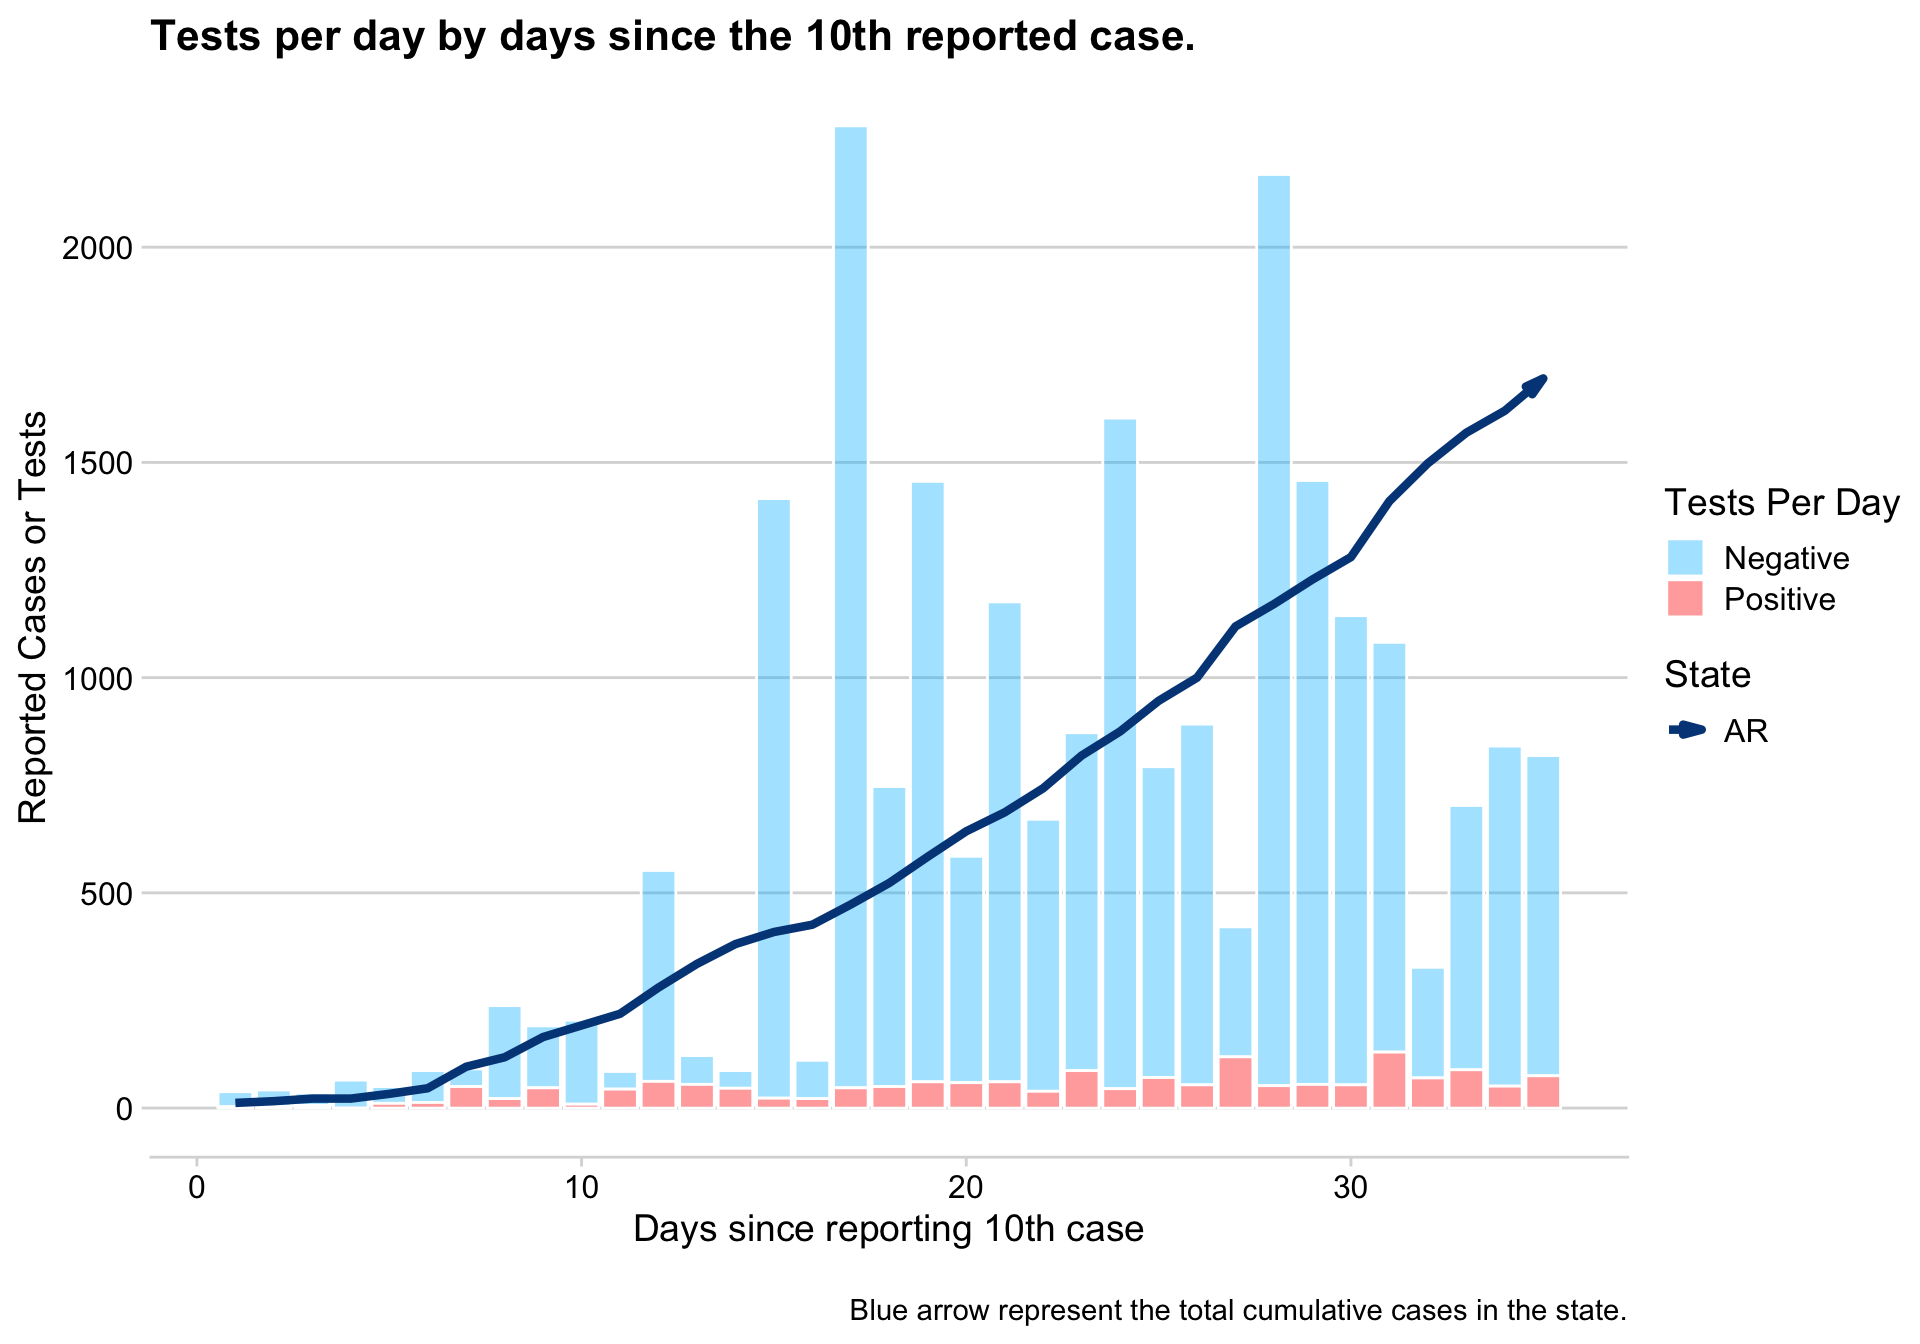 Tests per day by days since the 10th reported case.
Reported Cases or Tests
2000
1500
1000
500
0
0 10 20 30
Days since reporting 10th case
Tests Per Day
Negative
Positive
State
AR
Blue arrow represent the total cumulative cases in the state.